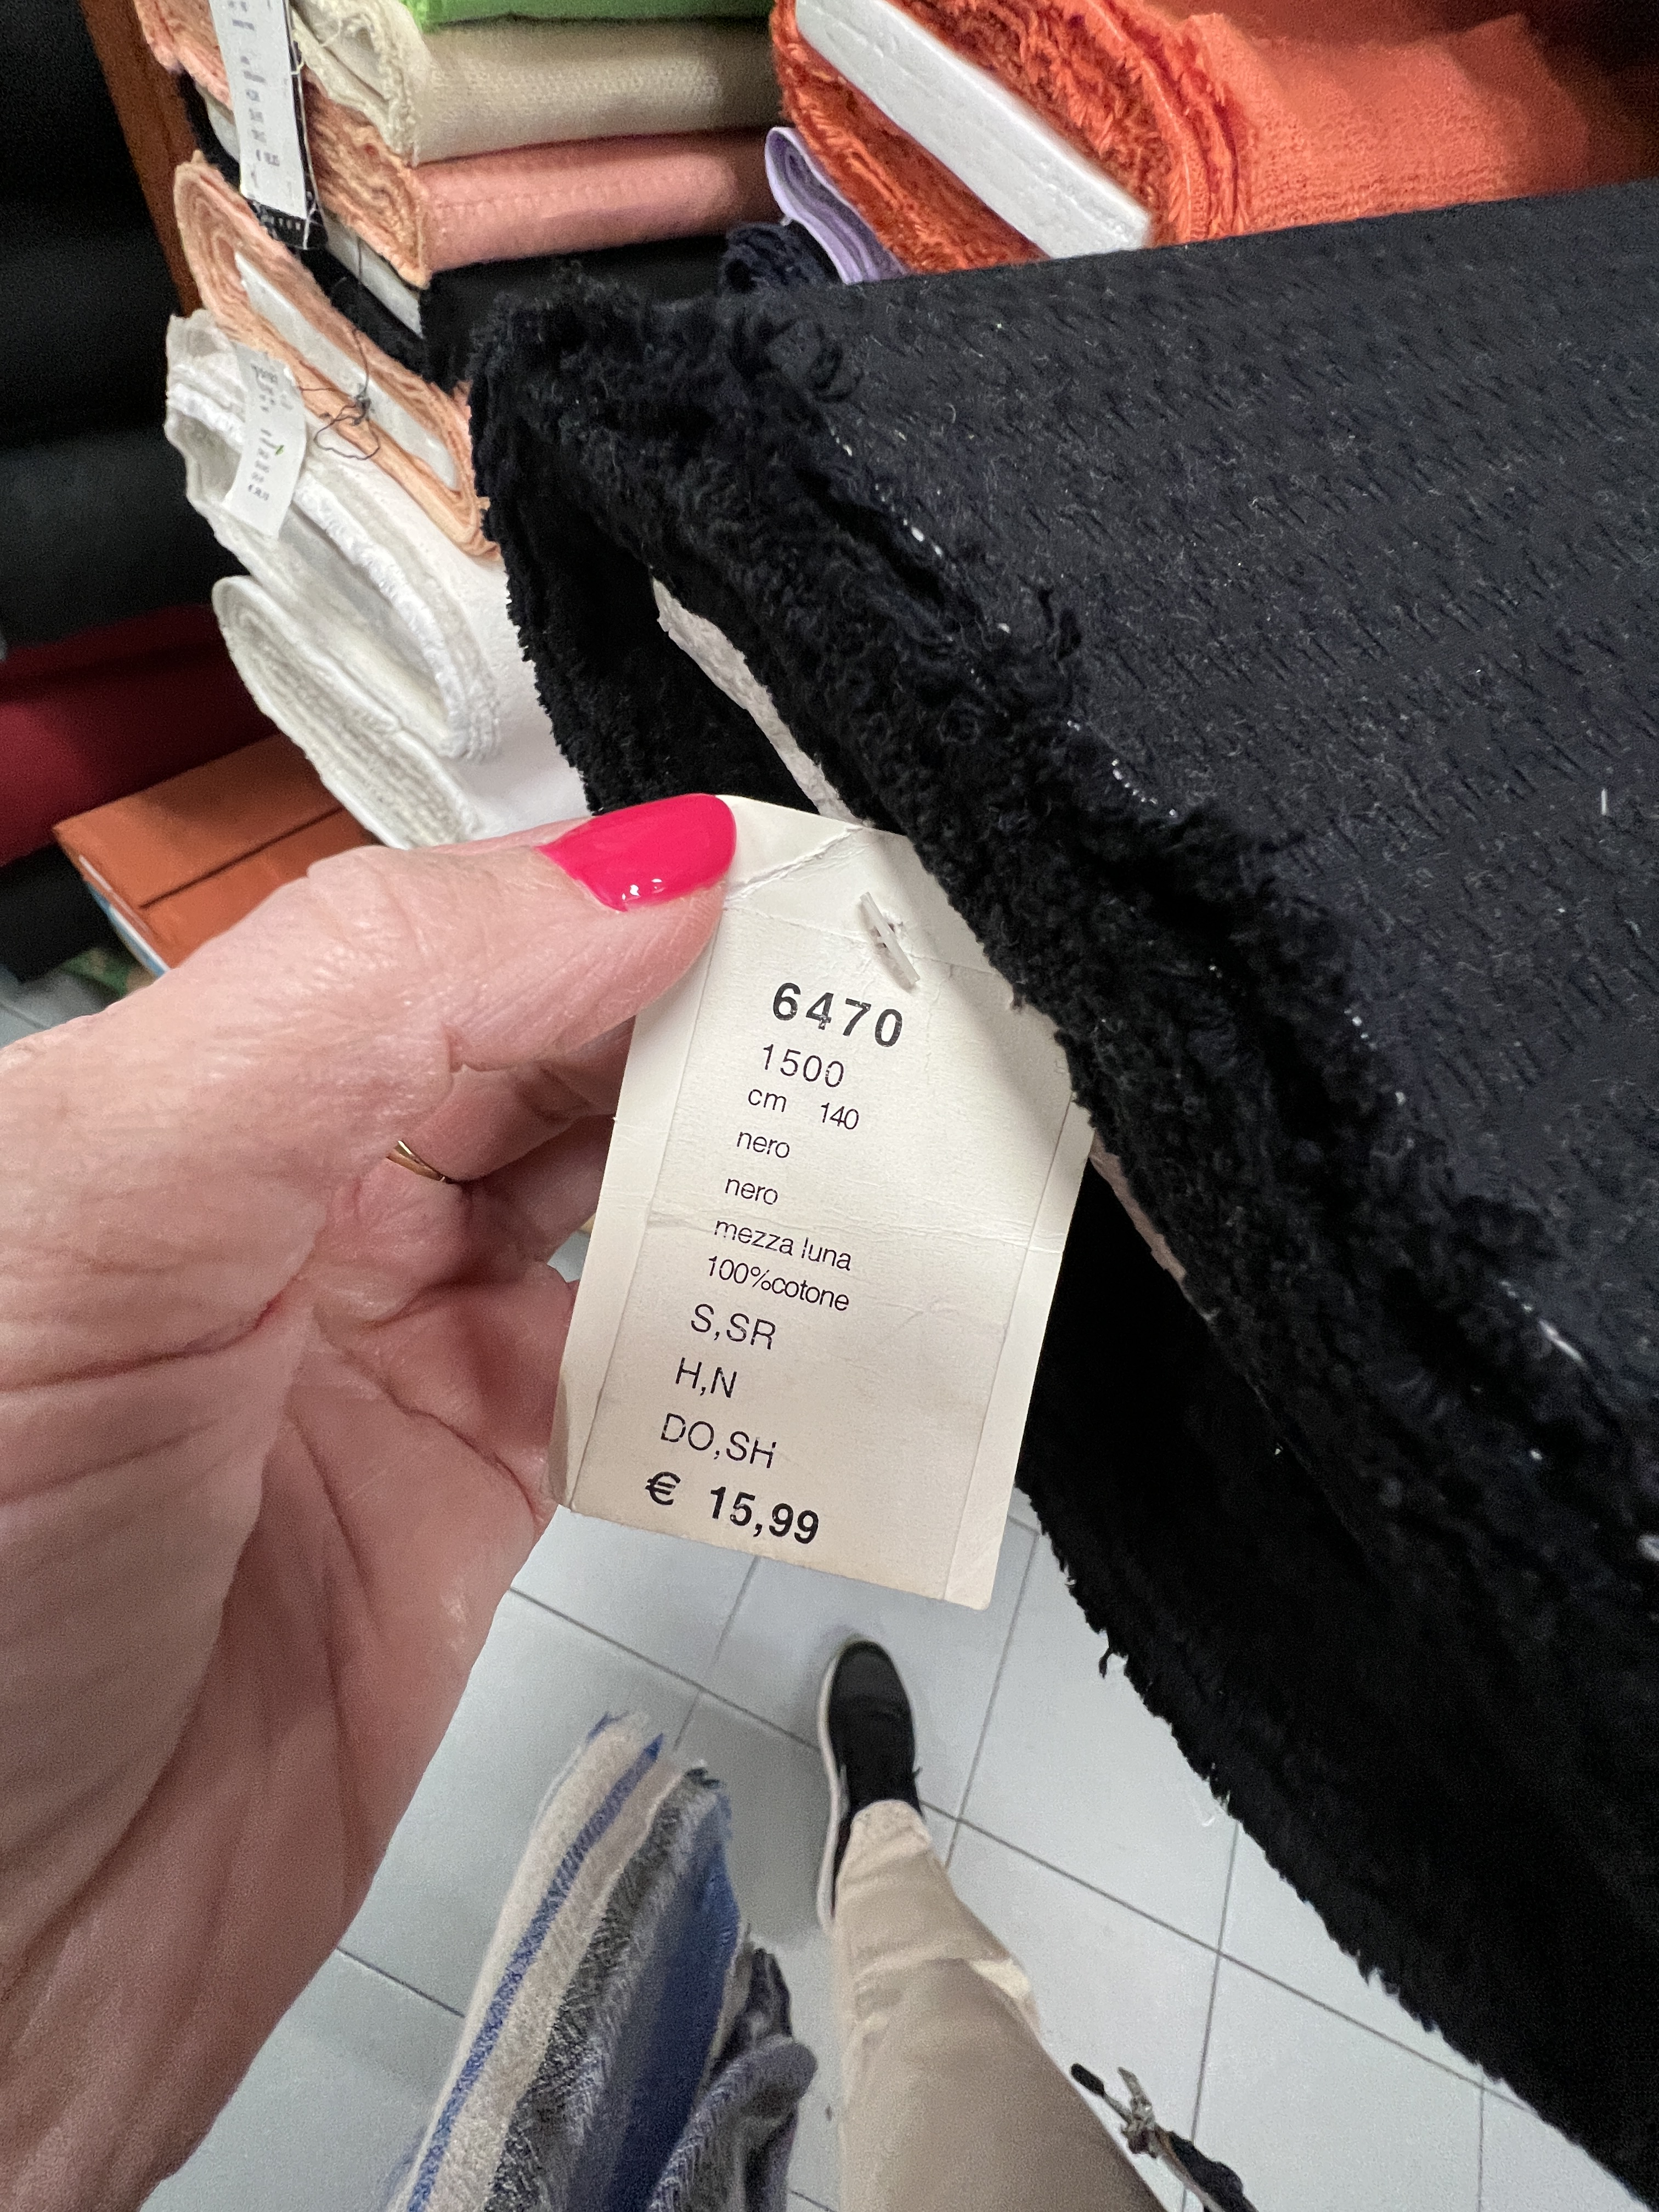 6470
1500
cm 140
nero
nero
mezza luna
100%cotone
S,SR
H,N
DO,SH
€ 15,99